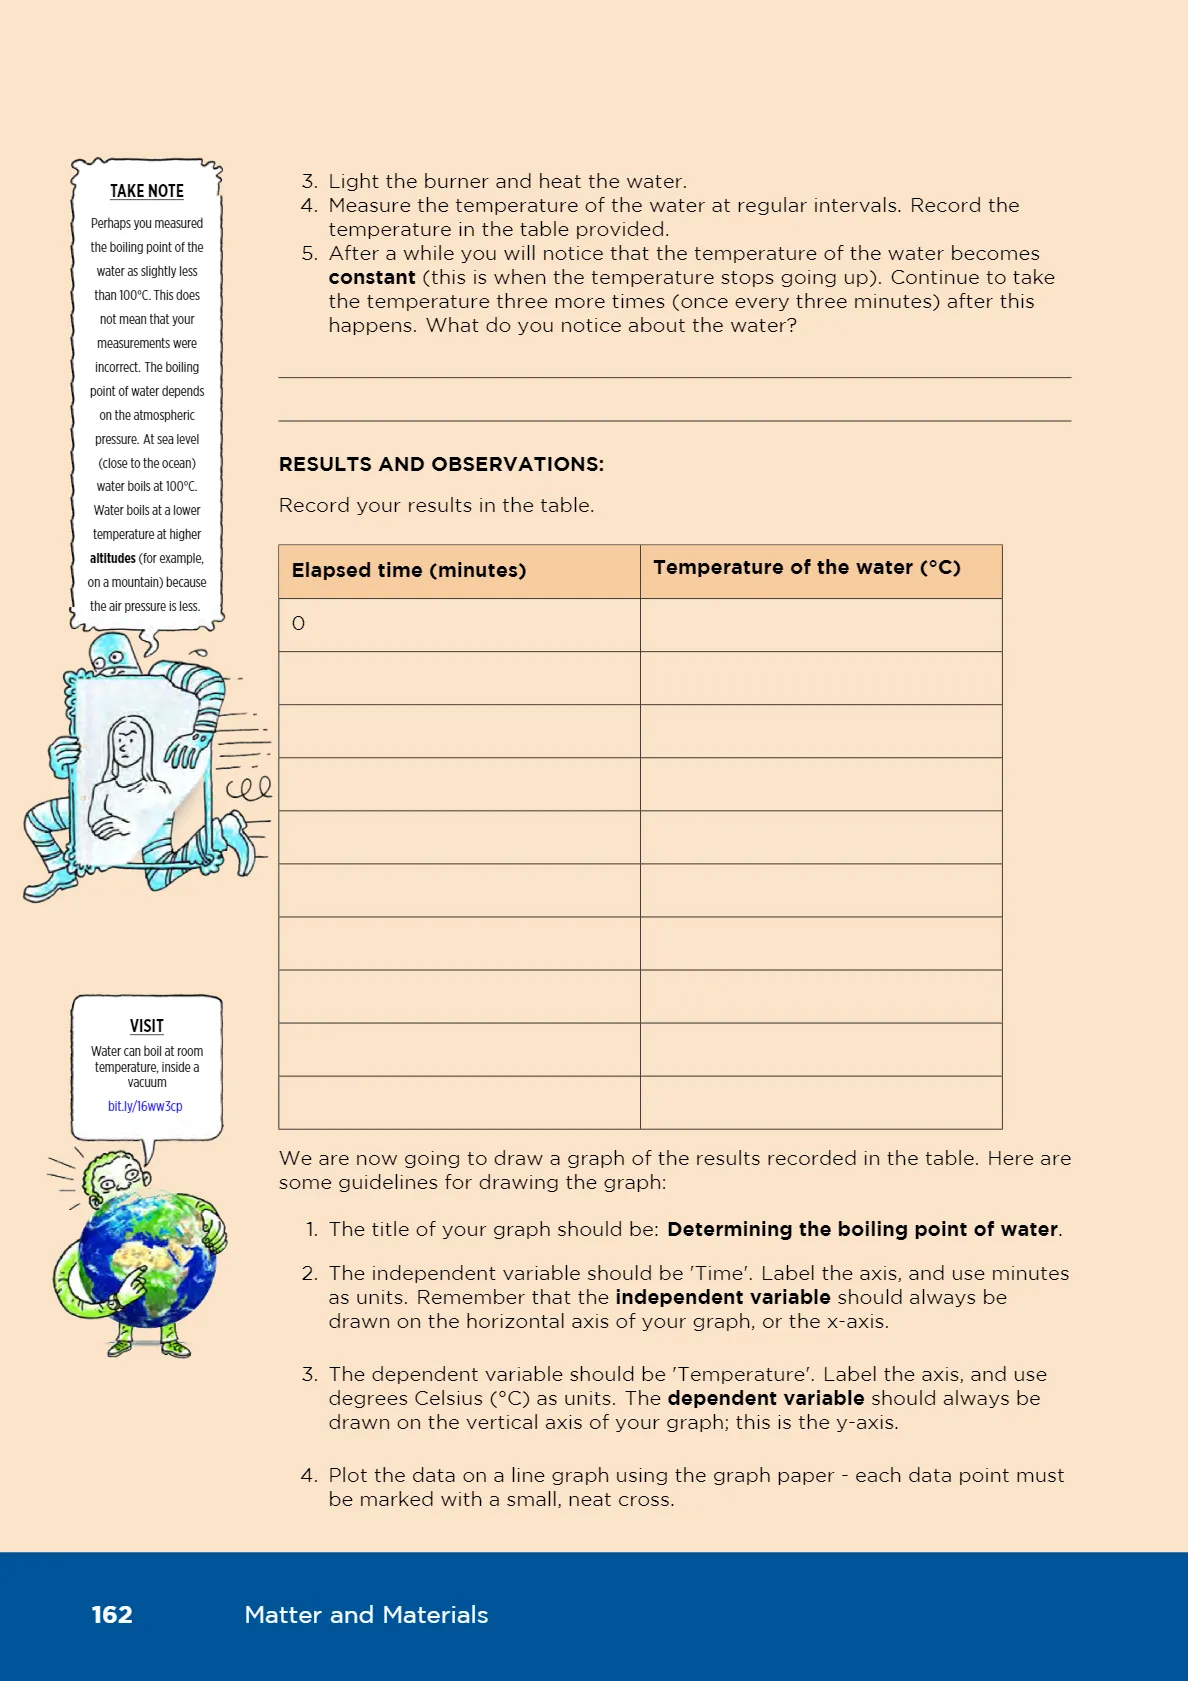 TAKE NOTE
Perhaps you measured
the boiling point of the
water as slightly less
than 100°C. This does
not mean that your
measurements were
incorrect. The boiling
point of water depends
on the atmospheric
pressure. At sea level
(close to the ocean)
water boils at 100°C.
Water boils at a lower
temperature at higher
altitudes (for example,
on a mountain) because
the air pressure is less.
VISIT
Water can boil at room
temperature, inside a
vacuum
bit.ly/16ww3cp
3. Light the burner and heat the water.
4. Measure the temperature of the water at regular intervals. Record the
temperature in the table provided.
5. After a while you will notice that the temperature of the water becomes
constant (this is when the temperature stops going up). Continue to take
the temperature three more times (once every three minutes) after this
happens. What do you notice about the water?
RESULTS AND OBSERVATIONS:
Record your results in the table.
Elapsed time (minutes) Temperature of the water (°C)
0
We are now going to draw a graph of the results recorded in the table. Here are
some guidelines for drawing the graph:
1. The title of your graph should be: Determining the boiling point of water.
2. The independent variable should be 'Time'. Label the axis, and use minutes
as units. Remember that the independent variable should always be
drawn on the horizontal axis of your graph, or the x-axis.
3. The dependent variable should be 'Temperature'. Label the axis, and use
degrees Celsius (°C) as units. The dependent variable should always be
drawn on the vertical axis of your graph; this is the y-axis.
4. Plot the data on a line graph using the graph paper - each data point must
be marked with a small, neat cross.
162 Matter and Materials